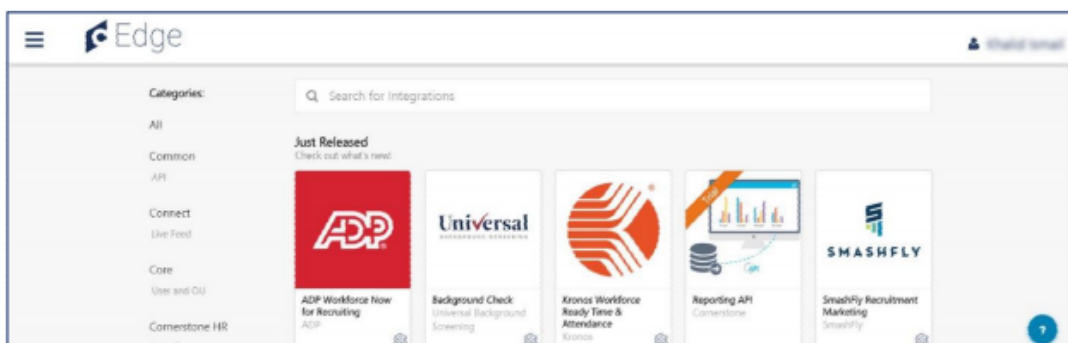 Edge
Categories:
All
Common
API
Connect
Live Feed
Core
User and OU
Cornerstone HR
Search for Integrations
Just Released
Check out what's new!
ADP
ADP Workforce Now
for Recruiting
ADP
Universal
BACKGROUND SCREENING
Background Check
Universal Background
Screening
Kronos Workforce
Ready Time &
Attendance
Kronos
Trial
Reporting API
Cornerstone
SMASHFLY
SmashFly Recruitment
Marketing
SmashFly
?